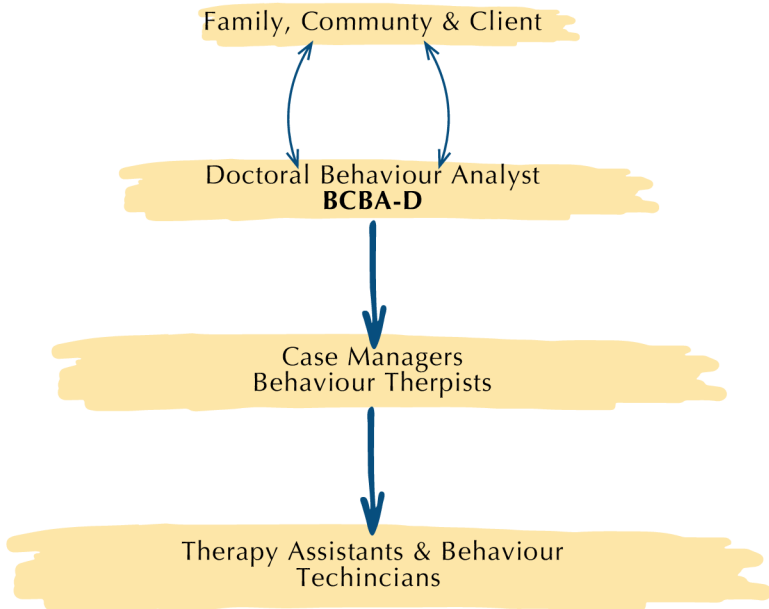 Family, Communty & Client
Doctoral Behaviour Analyst
BCBA-D
Case Managers
Behaviour Therpists
Therapy Assistants & Behaviour
Techincians